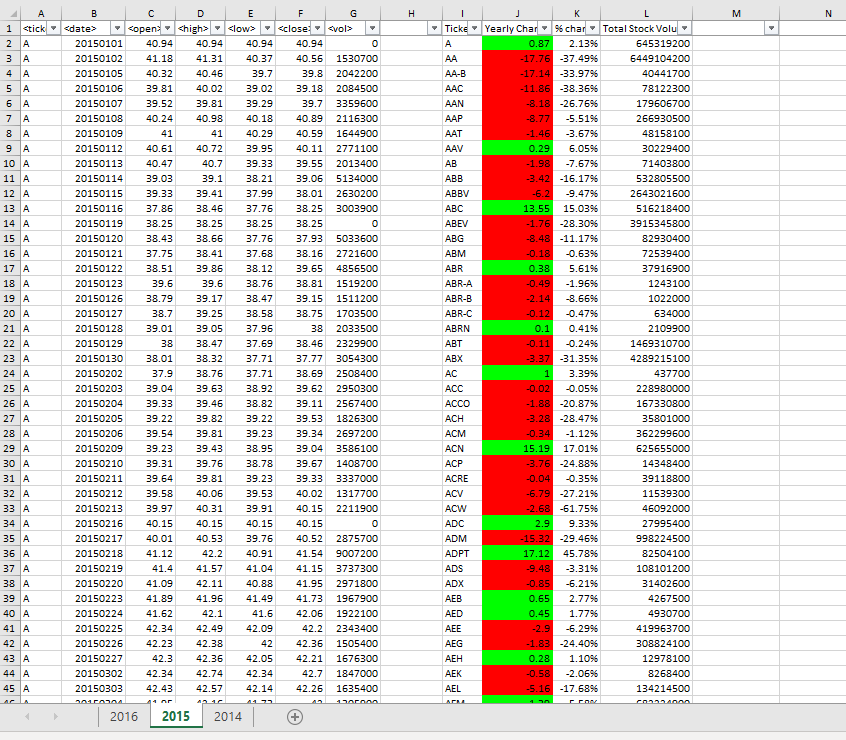 A B C D E F G H I J K L M N
1 <tick <date> <open> <high> <low> <close <vol> Ticke Yearly Char % char Total Stock Volu
2 A 20150101 40.94 40.94 40.94 40.94 0 A 0.87 2.13% 645319200
3 A 20150102 41.18 41.31 40.37 40.56 1530700 AA -17.76 -37.49% 6449104200
4 A 20150105 40.32 40.46 39.7 39.8 2042200 AA-B -17.14 -33.97% 40441700
5 A 20150106 39.81 40.02 39.02 39.18 2084500 AAC -11.86 -38.36% 78122300
6 A 20150107 39.52 39.81 39.29 39.7 3359600 AAN -8.18 -26.76% 179606700
7 A 20150108 40.24 40.98 40.18 40.89 2116300 AAP -8.77 -5.51% 266930500
8 A 20150109 41 41 40.29 40.59 1644900 AAT -1.46 -3.67% 48158100
9 A 20150112 40.61 40.72 39.95 40.11 2771100 AAV 0.29 6.05% 30229400
10 A 20150113 40.47 40.7 39.33 39.55 2013400 AB -1.98 -7.67% 71403800
11 A 20150114 39.03 39.1 38.21 39.06 5134000 ABB -3.42 -16.17% 532805500
12 A 20150115 39.33 39.41 37.99 38.01 2630200 ABBV -6.2 -9.47% 2643021600
13 A 20150116 37.86 38.46 37.76 38.25 3003900 ABC 13.55 15.03% 516218400
14 A 20150119 38.25 38.25 38.25 38.25 0 ABEV -1.76 -28.30% 3915345800
15 A 20150120 38.43 38.66 37.76 37.93 5033600 ABG -8.48 -11.17% 82930400
16 A 20150121 37.75 38.41 37.68 38.16 2721600 ABM -0.18 -0.63% 72539400
17 A 20150122 38.51 39.86 38.12 39.65 4856500 ABR 0.38 5.61% 37916900
18 A 20150123 39.6 39.6 38.76 38.81 1519200 ABR-A -0.49 -1.96% 1243100
19 A 20150126 38.79 39.17 38.47 39.15 1511200 ABR-B -2.14 -8.66% 1022000
20 A 20150127 38.7 39.25 38.58 38.75 1703500 ABR-C -0.12 -0.47% 634000
21 A 20150128 39.01 39.05 37.96 38 2033500 ABRN 0.1 0.41% 2109900
22 A 20150129 38 38.47 37.69 38.46 2329900 ABT -0.11 -0.24% 1469310700
23 A 20150130 38.01 38.32 37.71 37.77 3054300 ABX -3.37 -31.35% 4289215100
24 A 20150202 37.9 38.76 37.71 38.69 2508400 AC 1 3.39% 437700
25 A 20150203 39.04 39.63 38.92 39.62 2950300 ACC -0.02 -0.05% 228980000
26 A 20150204 39.33 39.46 38.82 39.11 2567400 ACCO -1.88 -20.87% 167330800
27 A 20150205 39.22 39.82 39.22 39.53 1826300 ACH -3.28 -28.47% 35801000
28 A 20150206 39.54 39.81 39.23 39.34 2697200 ACM -0.34 -1.12% 362299600
29 A 20150209 39.23 39.43 38.95 39.04 3586100 ACN 15.19 17.01% 625655000
30 A 20150210 39.31 39.76 38.78 39.67 1408700 ACP -3.76 -24.88% 14348400
31 A 20150211 39.64 39.81 39.23 39.33 3337000 ACRE -0.04 -0.35% 39118800
32 A 20150212 39.58 40.06 39.53 40.02 1317700 ACV -6.79 -27.21% 11539300
33 A 20150213 39.97 40.31 39.91 40.15 2211900 ACW -2.68 -61.75% 46092000
34 A 20150216 40.15 40.15 40.15 40.15 0 ADC 2.9 9.33% 27995400
35 A 20150217 40.01 40.53 39.76 40.52 2875700 ADM -15.32 -29.46% 998224500
36 A 20150218 41.12 42.2 40.91 41.54 9007200 ADPT 17.12 45.78% 82504100
37 A 20150219 41.4 41.57 41.04 41.15 3737300 ADS -9.48 -3.31% 108101200
38 A 20150220 41.09 42.11 40.88 41.95 2971800 ADX -0.85 -6.21% 31402600
39 A 20150223 41.89 41.96 41.49 41.73 1967900 AEB 0.65 2.77% 4267500
40 A 20150224 41.62 42.1 41.6 42.06 1922100 AED 0.45 1.77% 4930700
41 A 20150225 42.34 42.49 42.09 42.2 2343400 AEE -2.9 -6.29% 419963700
42 A 20150226 42.23 42.38 42 42.36 1505400 AEG -1.83 -24.40% 308824100
43 A 20150227 42.3 42.36 42.05 42.21 1676300 AEH 0.28 1.10% 12978100
44 A 20150302 42.34 42.74 42.34 42.7 1847000 AEK -0.58 -2.06% 8268400
45 A 20150303 42.43 42.57 42.14 42.26 1635400 AEL -5.16 -17.68% 134214500
2016 2015 2014